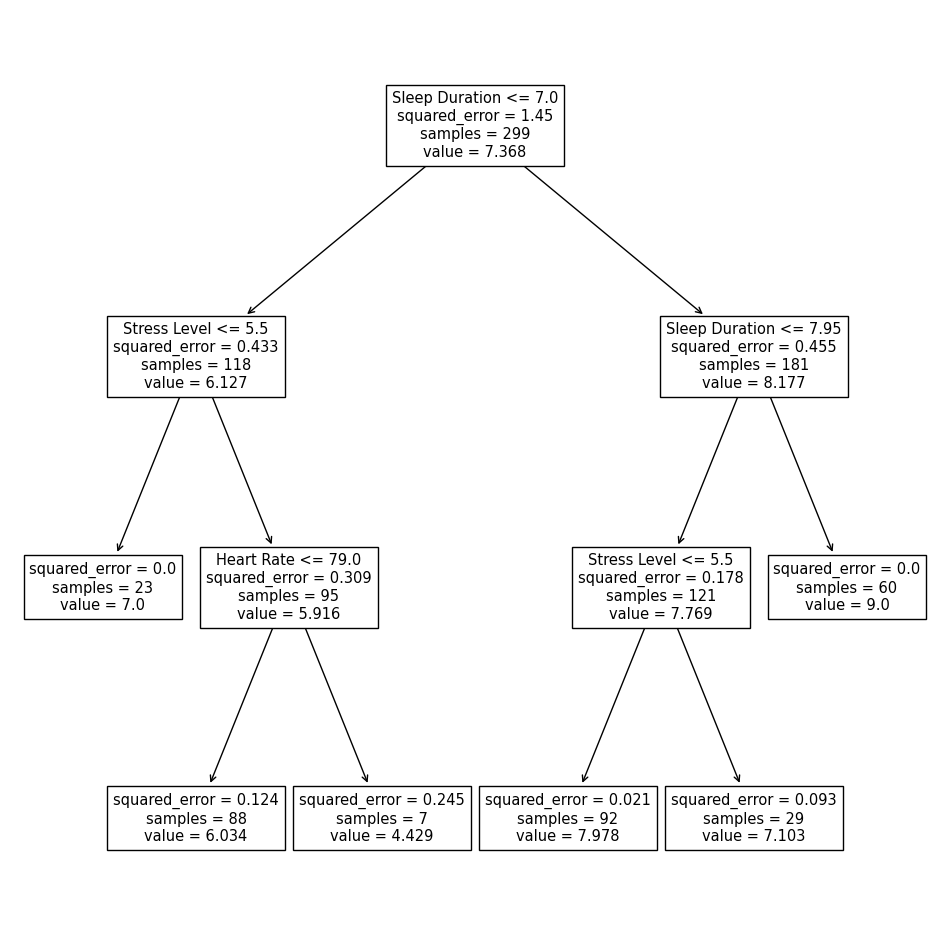 Sleep Duration <= 7.0
squared_error = 1.45
samples = 299
value = 7.368
Stress Level <= 5.5
squared_error = 0.433
samples = 118
value = 6.127
Sleep Duration <= 7.95
squared_error = 0.455
samples = 181
value = 8.177
squared_error = 0.0
samples = 23
value = 7.0
Heart Rate <= 79.0
squared_error = 0.309
samples = 95
value = 5.916
Stress Level <= 5.5
squared_error = 0.178
samples = 121
value = 7.769
squared_error = 0.0
samples = 60
value = 9.0
squared_error = 0.124
samples = 88
value = 6.034
squared_error = 0.245
samples = 7
value = 4.429
squared_error = 0.021
samples = 92
value = 7.978
squared_error = 0.093
samples = 29
value = 7.103